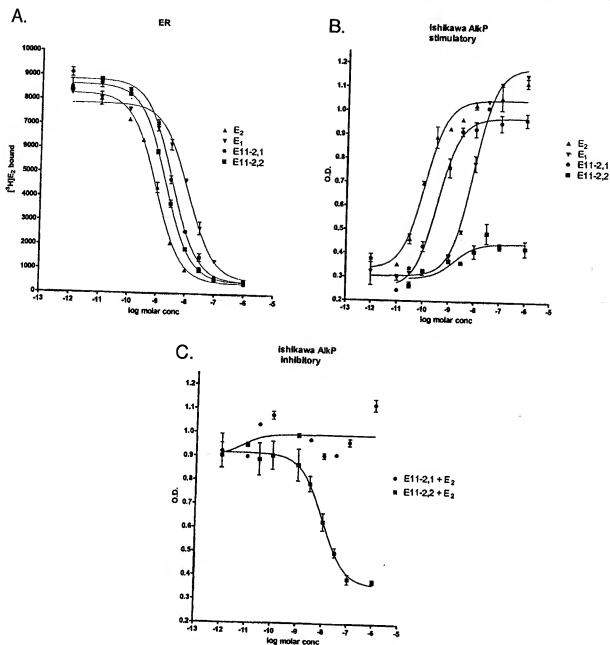 A.
ER
10000
9000
8000
7000
6000
5000
4000
3000
2000
1000
0
[³H]E₂ bound
-13 -12 -11 -10 -9 -8 -7 -6 -5
log molar conc
E₂
E₁
E11-2,1
E11-2,2
B.
Ishikawa AlkP
stimulatory
1.2
1.1
1.0
0.9
0.8
0.7
0.6
0.5
0.4
0.3
0.2
O.D.
-13 -12 -11 -10 -9 -8 -7 -6 -5
log molar conc
E₂
E₁
E11-2,1
E11-2,2
C.
Ishikawa AlkP
inhibitory
1.2
1.1
1.0
0.9
0.8
0.7
0.6
0.5
0.4
0.3
O.D.
-13 -12 -11 -10 -9 -8 -7 -6 -5
log molar conc
E11-2,1 + E₂
E11-2,2 + E₂